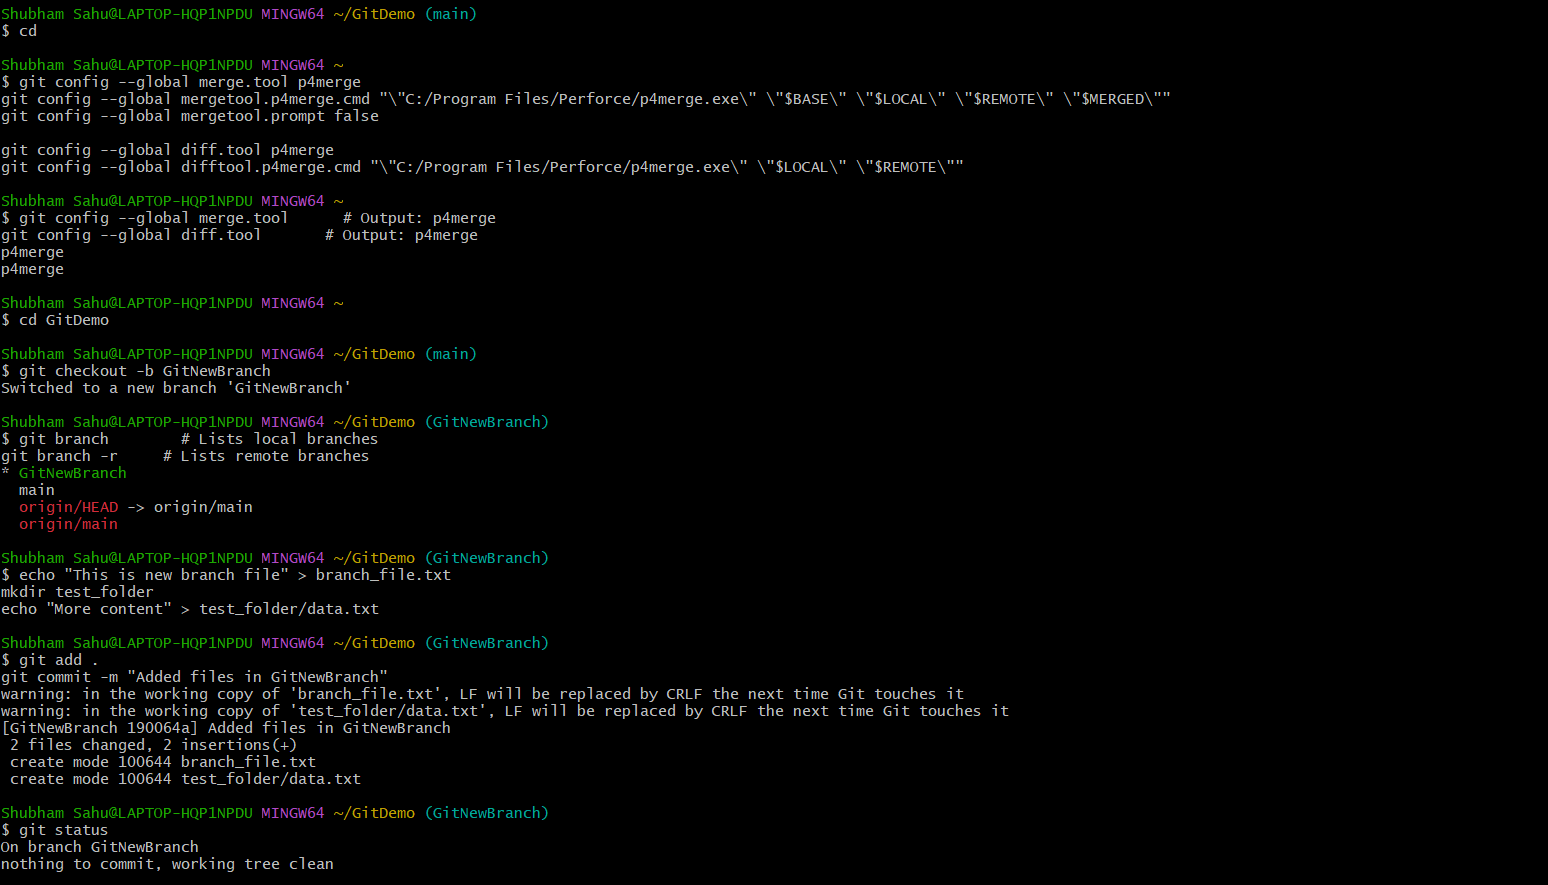 Shubham Sahu@LAPTOP-HQP1NPDU MINGW64 ~/GitDemo (main)
$ cd

Shubham Sahu@LAPTOP-HQP1NPDU MINGW64 ~
$ git config --global merge.tool p4merge
git config --global mergetool.p4merge.cmd "\"C:/Program Files/Perforce/p4merge.exe\" \"$BASE\" \"$LOCAL\" \"$REMOTE\" \"$MERGED\""
git config --global mergetool.prompt false

git config --global diff.tool p4merge
git config --global difftool.p4merge.cmd "\"C:/Program Files/Perforce/p4merge.exe\" \"$LOCAL\" \"$REMOTE\""

Shubham Sahu@LAPTOP-HQP1NPDU MINGW64 ~
$ git config --global merge.tool      # Output: p4merge
git config --global diff.tool       # Output: p4merge
p4merge
p4merge

Shubham Sahu@LAPTOP-HQP1NPDU MINGW64 ~
$ cd GitDemo

Shubham Sahu@LAPTOP-HQP1NPDU MINGW64 ~/GitDemo (main)
$ git checkout -b GitNewBranch
Switched to a new branch 'GitNewBranch'

Shubham Sahu@LAPTOP-HQP1NPDU MINGW64 ~/GitDemo (GitNewBranch)
$ git branch        # Lists local branches
git branch -r     # Lists remote branches
* GitNewBranch
  main
  origin/HEAD -> origin/main
  origin/main

Shubham Sahu@LAPTOP-HQP1NPDU MINGW64 ~/GitDemo (GitNewBranch)
$ echo "This is new branch file" > branch_file.txt
mkdir test_folder
echo "More content" > test_folder/data.txt

Shubham Sahu@LAPTOP-HQP1NPDU MINGW64 ~/GitDemo (GitNewBranch)
$ git add .
git commit -m "Added files in GitNewBranch"
warning: in the working copy of 'branch_file.txt', LF will be replaced by CRLF the next time Git touches it
warning: in the working copy of 'test_folder/data.txt', LF will be replaced by CRLF the next time Git touches it
[GitNewBranch 190064a] Added files in GitNewBranch
 2 files changed, 2 insertions(+)
 create mode 100644 branch_file.txt
 create mode 100644 test_folder/data.txt

Shubham Sahu@LAPTOP-HQP1NPDU MINGW64 ~/GitDemo (GitNewBranch)
$ git status
On branch GitNewBranch
nothing to commit, working tree clean